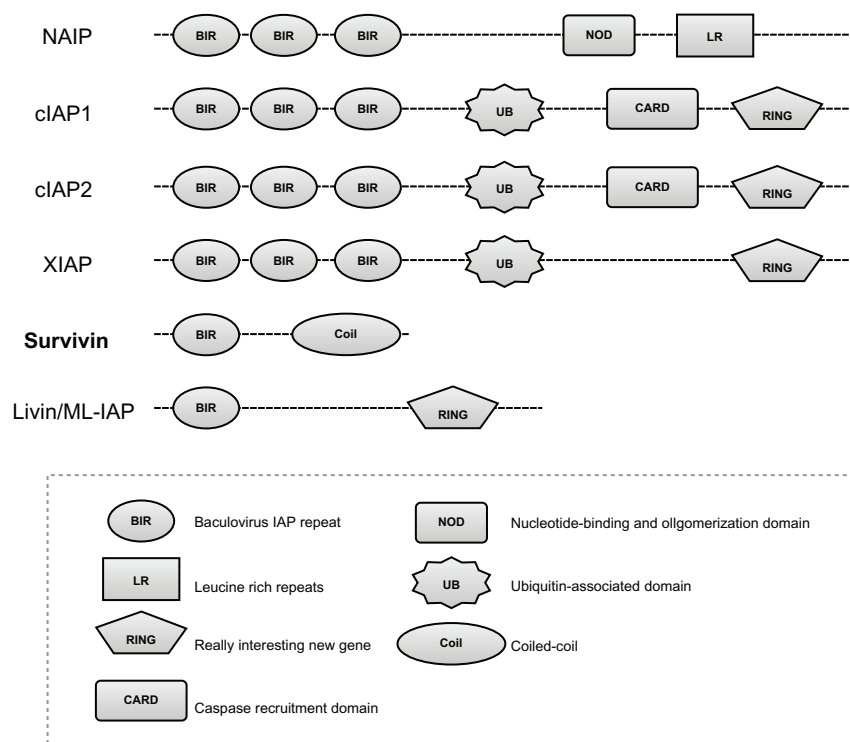 NAIP BIR BIR BIR NOD LR
cIAP1 BIR BIR BIR UB CARD RING
cIAP2 BIR BIR BIR UB CARD RING
XIAP BIR BIR BIR UB RING
Survivin BIR Coil
Livin/ML-IAP BIR RING
BIR Baculovirus IAP repeat
NOD Nucleotide-binding and ollgomerization domain
LR Leucine rich repeats
UB Ubiquitin-associated domain
RING Really interesting new gene
Coil Coiled-coil
CARD Caspase recruitment domain